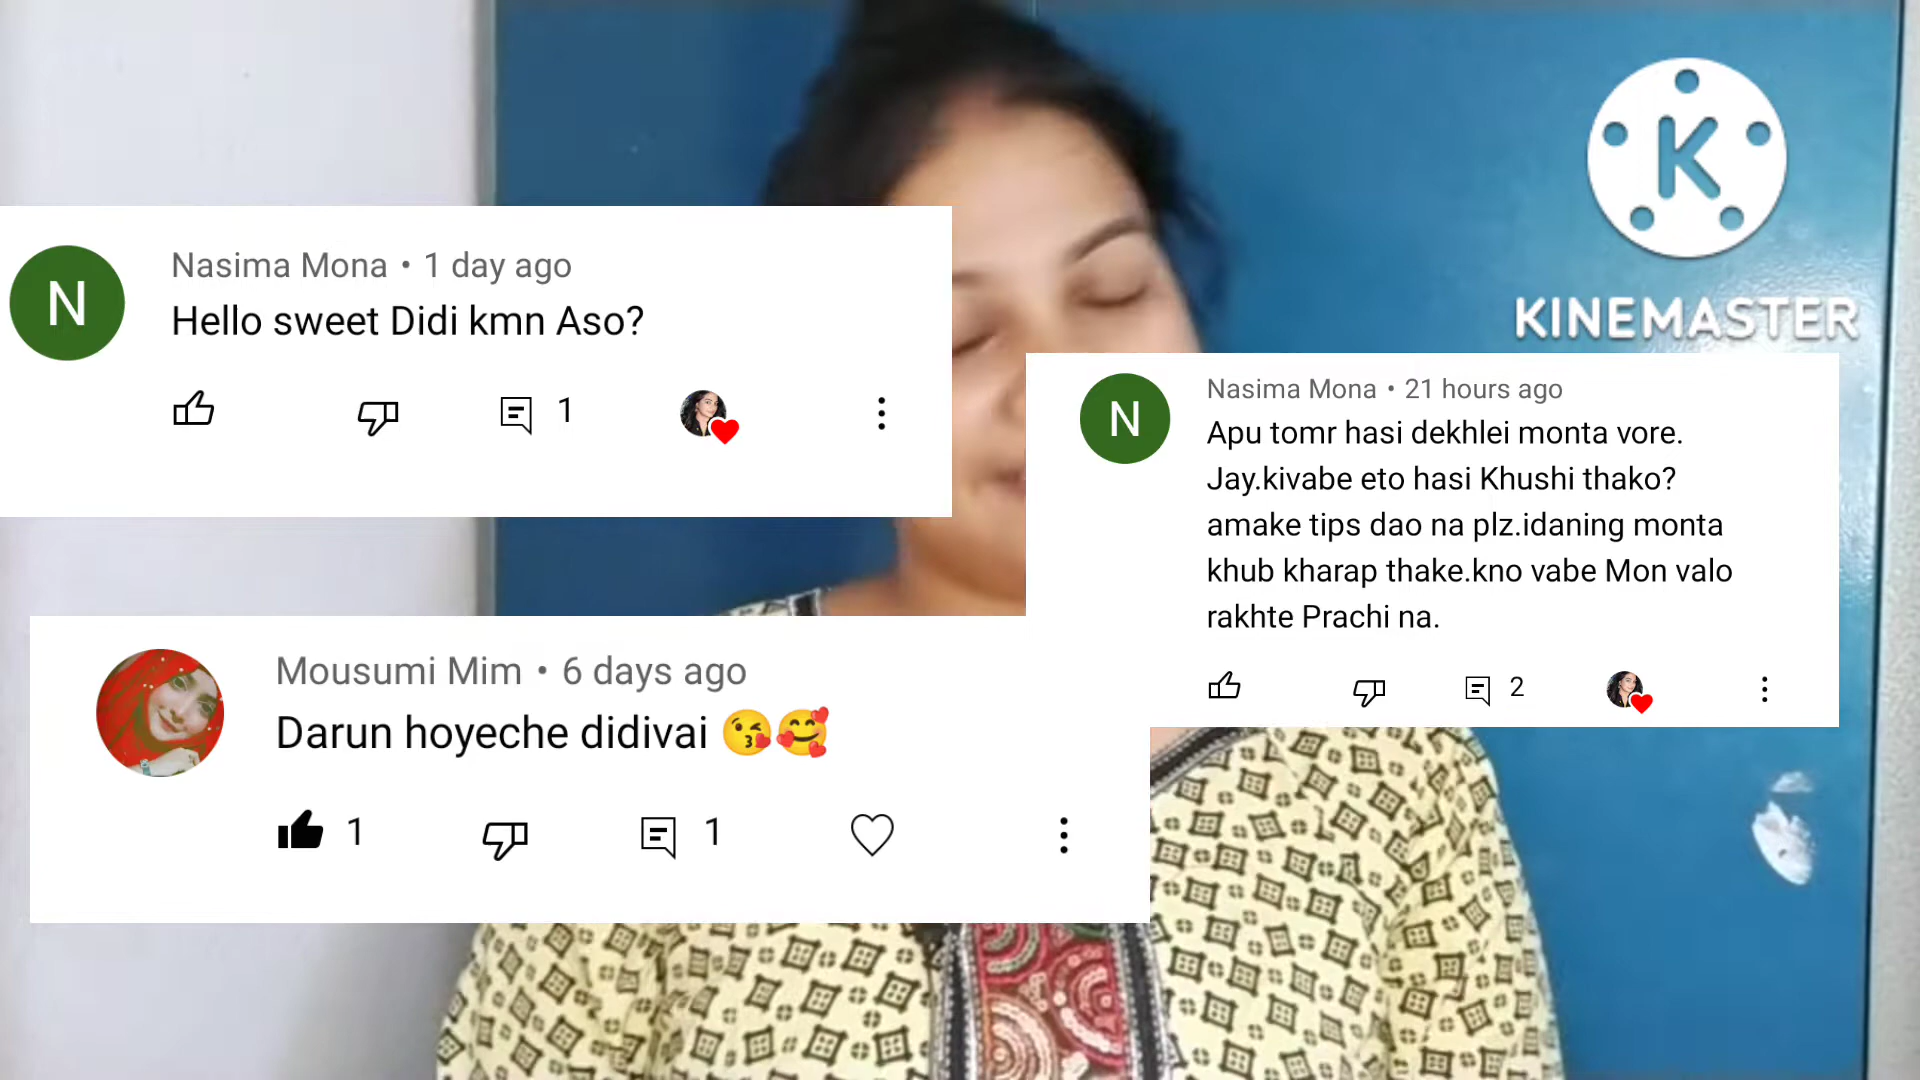 K
KINEMASTER
N
Nasima Mona • 1 day ago
Hello sweet Didi kmn Aso?
1
N
Nasima Mona • 21 hours ago
Apu tomr hasi dekhlei monta vore.
Jay.kivabe eto hasi Khushi thako?
amake tips dao na plz.idaning monta
khub kharap thake.kno vabe Mon valo
rakhte Prachi na.
2
Mousumi Mim • 6 days ago
Darun hoyeche didivai 😘🥰
1
1